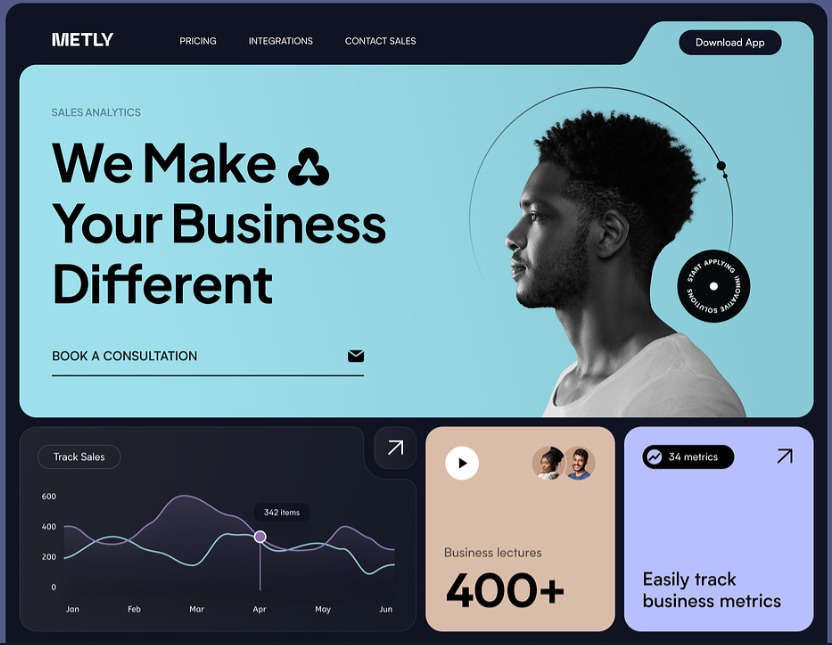 METLY
PRICING
INTEGRATIONS
CONTACT SALES
Download App
SALES ANALYTICS
We Make
Your Business
Different
BOOK A CONSULTATION
START APPLYING INNOVATIVE SOLUTIONS
Track Sales
600
400
200
0
342 items
Jan
Feb
Mar
Apr
May
Jun
Business lectures
400+
34 metrics
Easily track
business metrics